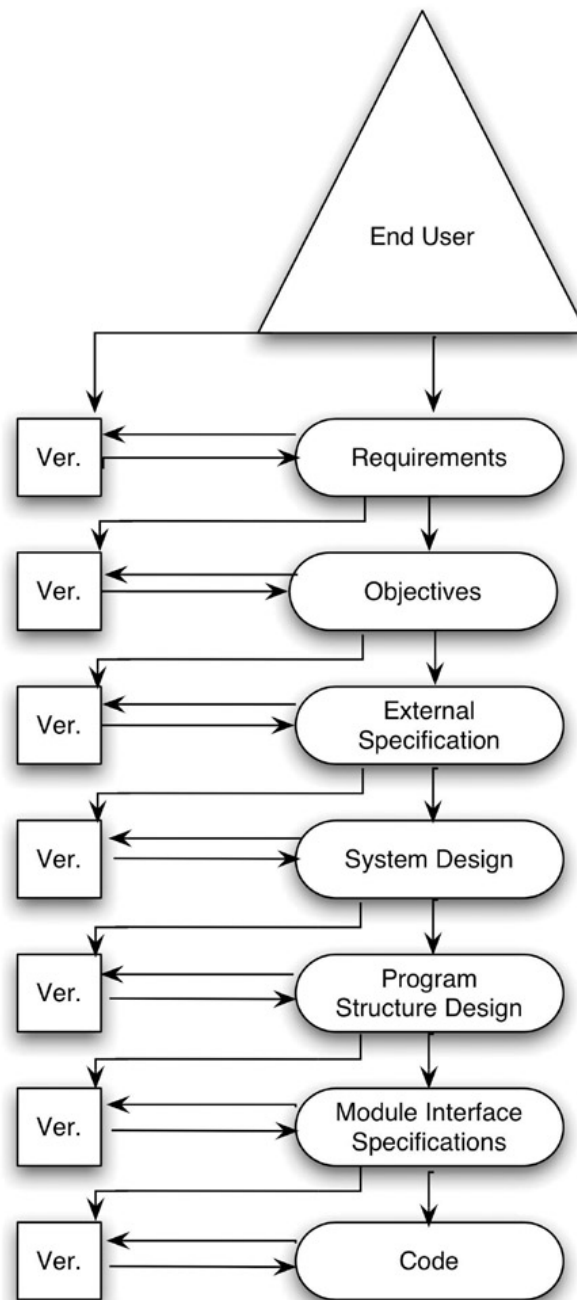 End User
Ver.
Requirements
Ver.
Objectives
Ver.
External
Specification
Ver.
System Design
Ver.
Program
Structure Design
Ver.
Module Interface
Specifications
Ver.
Code